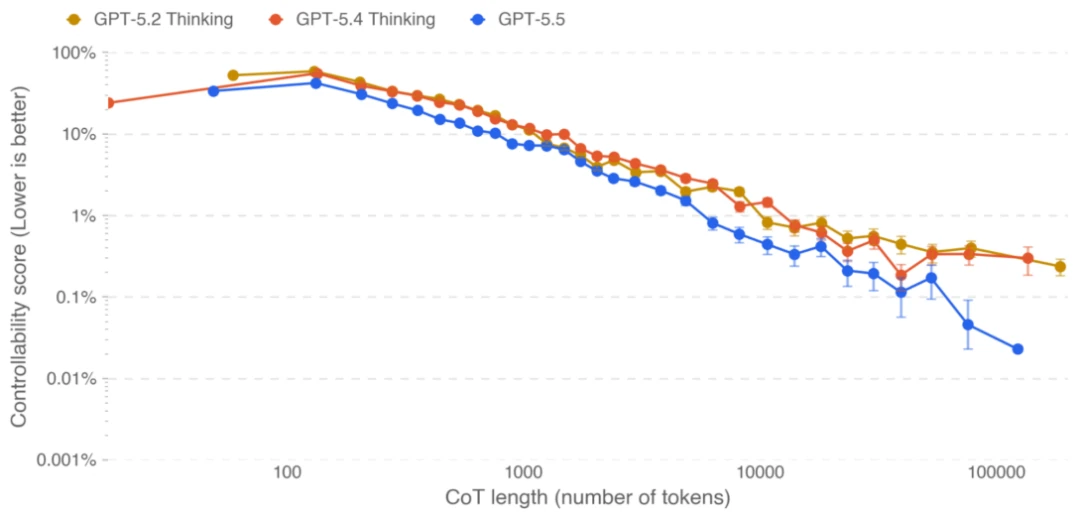 GPT-5.2 Thinking GPT-5.4 Thinking GPT-5.5
100%
10%
1%
0.1%
0.01%
0.001%
Controllability score (Lower is better)
100 1000 10000 100000
CoT length (number of tokens)